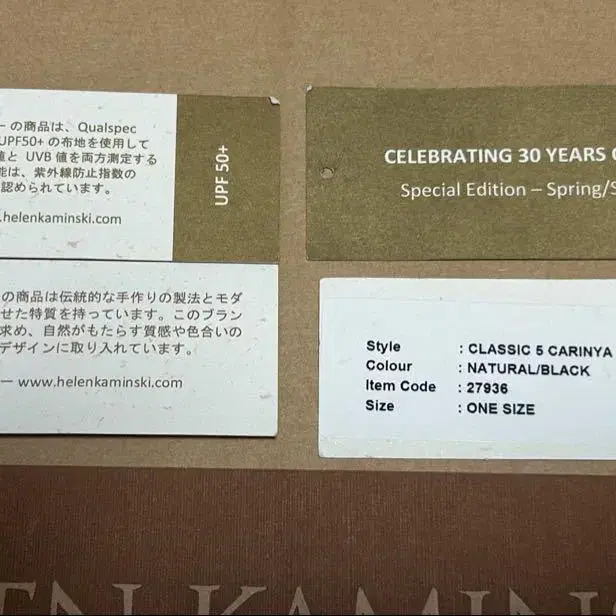 ーの商品は、Qualspec
UPF50+ の布地を使用して
値と UVB 値を両方測定する
能は、紫外線防止指数の
認められています。
.helenkaminski.com
UPF 50+
CELEBRATING 30 YEARS
Special Edition – Spring/S
の商品は伝統的な手作りの製法とモダ
せた特質を持っています。このブラン
求め、自然がもたらす質感や色合いの
デザインに取り入れています。
— www.helenkaminski.com
Style : CLASSIC 5 CARINYA
Colour : NATURAL/BLACK
Item Code : 27936
Size : ONE SIZE
EN KAMINS